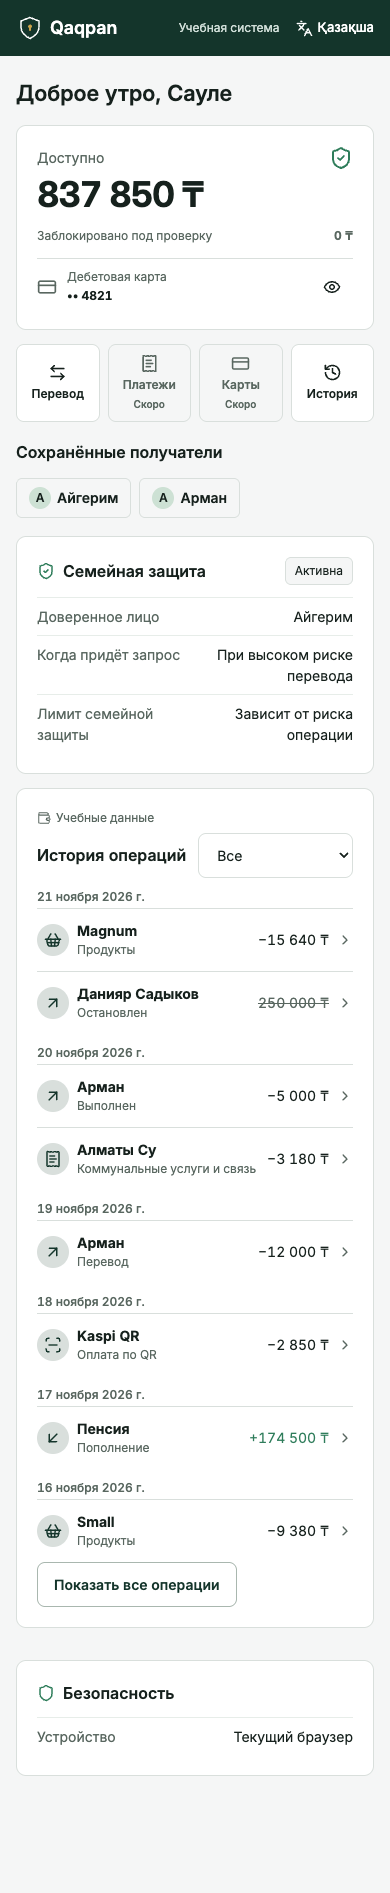 Qaqpan
Учебная система
Қазақша
Доброе утро, Сауле
Доступно
837 850 ₸
Заблокировано под проверку
0 ₸
Дебетовая карта
•• 4821
Перевод
Платежи
Скоро
Карты
Скоро
История
Сохранённые получатели
А Айгерим
А Арман
Семейная защита
Активна
Доверенное лицо
Айгерим
Когда придёт запрос
При высоком риске
перевода
Лимит семейной
защиты
Зависит от риска
операции
Учебные данные
История операций
Все
21 ноября 2026 г.
Magnum
Продукты
−15 640 ₸
Данияр Садыков
Остановлен
250 000 ₸
20 ноября 2026 г.
Арман
Выполнен
−5 000 ₸
Алматы Су
Коммунальные услуги и связь
−3 180 ₸
19 ноября 2026 г.
Арман
Перевод
−12 000 ₸
18 ноября 2026 г.
Kaspi QR
Оплата по QR
−2 850 ₸
17 ноября 2026 г.
Пенсия
Пополнение
+174 500 ₸
16 ноября 2026 г.
Small
Продукты
−9 380 ₸
Показать все операции
Безопасность
Устройство
Текущий браузер